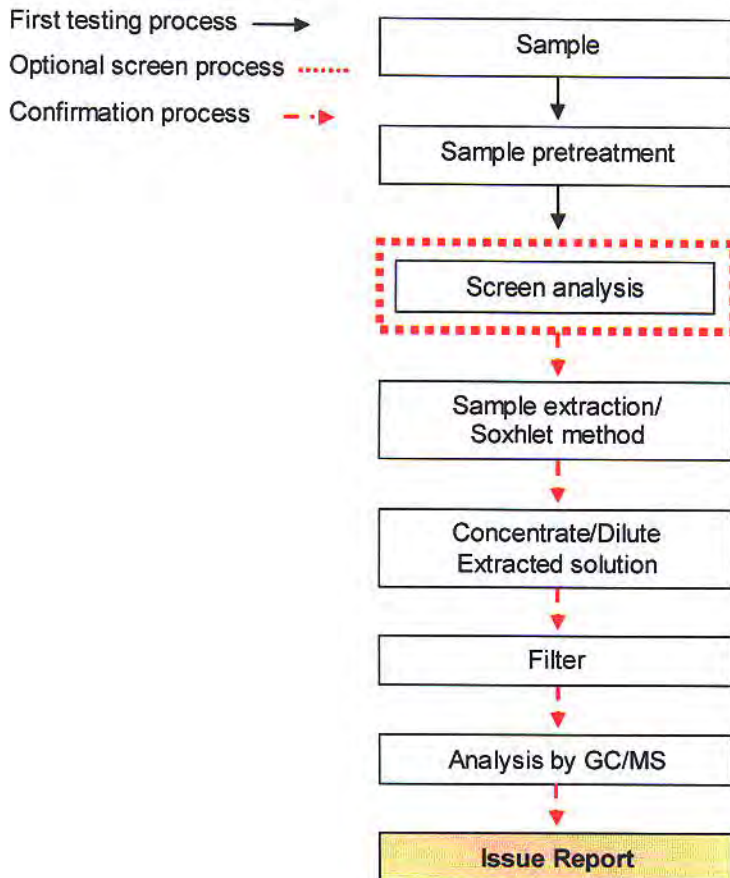 First testing process
Optional screen process
Confirmation process
Sample
Sample pretreatment
Screen analysis
Sample extraction/
Soxhlet method
Concentrate/Dilute
Extracted solution
Filter
Analysis by GC/MS
Issue Report